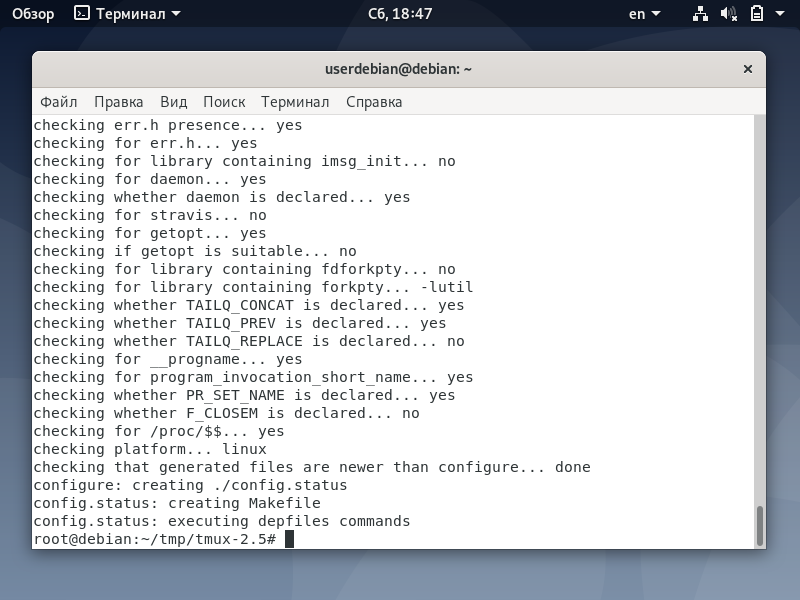 Обзор Терминал Сб, 18:47 en
userdebian@debian: ~ ×
Файл Правка Вид Поиск Терминал Справка
checking err.h presence... yes
checking for err.h... yes
checking for library containing imsg_init... no
checking for daemon... yes
checking whether daemon is declared... yes
checking for stravis... no
checking for getopt... yes
checking if getopt is suitable... no
checking for library containing fdforkpty... no
checking for library containing forkpty... -lutil
checking whether TAILQ_CONCAT is declared... yes
checking whether TAILQ_PREV is declared... yes
checking whether TAILQ_REPLACE is declared... no
checking for __progname... yes
checking for program_invocation_short_name... yes
checking whether PR_SET_NAME is declared... yes
checking whether F_CLOSEM is declared... no
checking for /proc/$$... yes
checking platform... linux
checking that generated files are newer than configure... done
configure: creating ./config.status
config.status: creating Makefile
config.status: executing depfiles commands
root@debian:~/tmp/tmux-2.5#